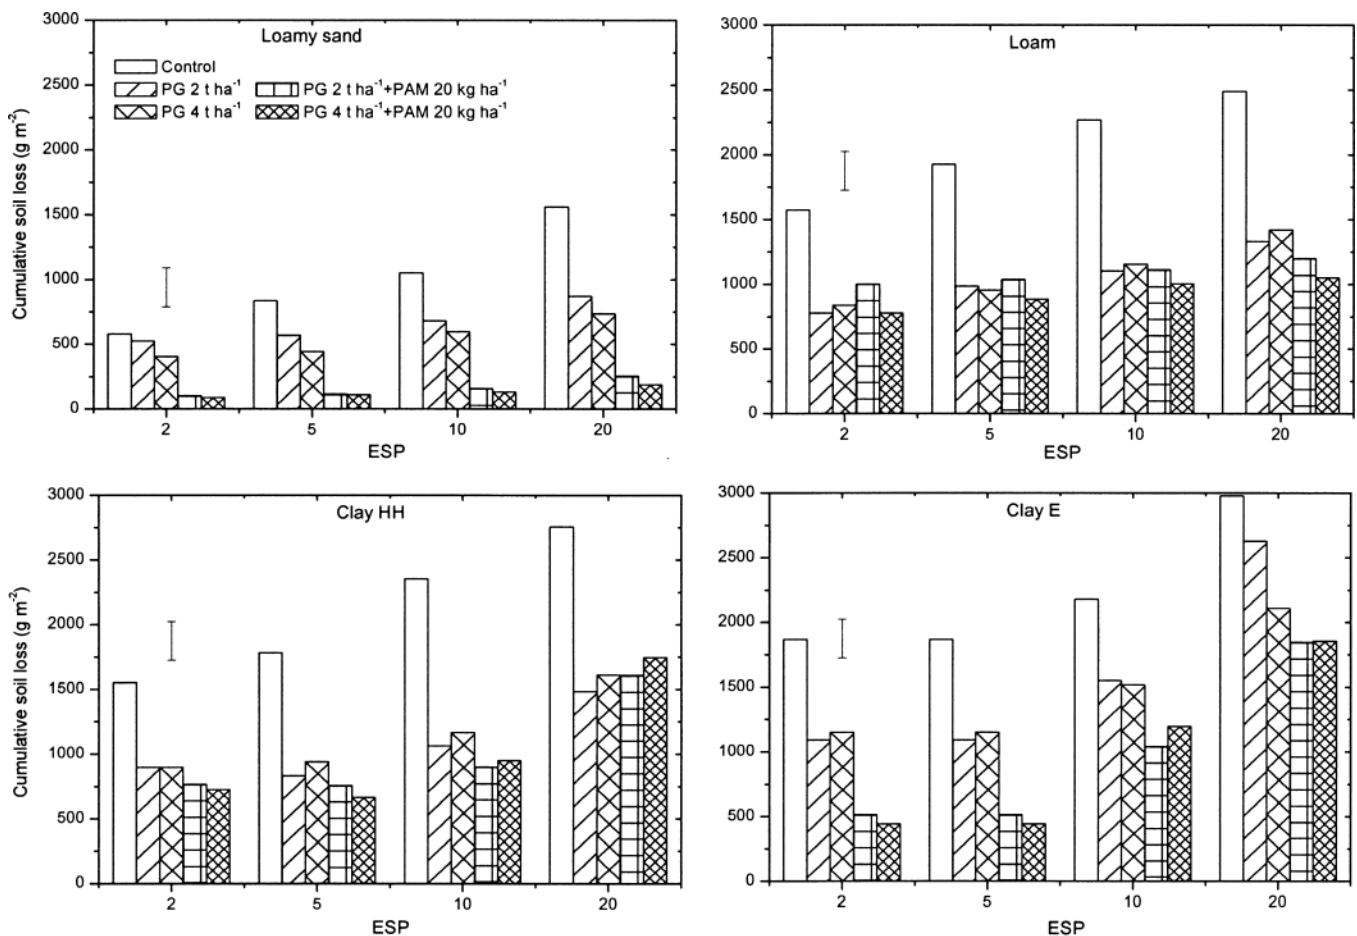 Loamy sand
Control
PG 2 t ha⁻¹
PG 2 t ha⁻¹+PAM 20 kg ha⁻¹
PG 4 t ha⁻¹
PG 4 t ha⁻¹+PAM 20 kg ha⁻¹
Cumulative soil loss (g m⁻²)
3000
2500
2000
1500
1000
500
0
2 5 10 20
ESP
Loam
3000
2500
2000
1500
1000
500
0
2 5 10 20
ESP
Clay HH
Cumulative soil loss (g m⁻²)
3000
2500
2000
1500
1000
500
0
2 5 10 20
ESP
Clay E
3000
2500
2000
1500
1000
500
0
2 5 10 20
ESP